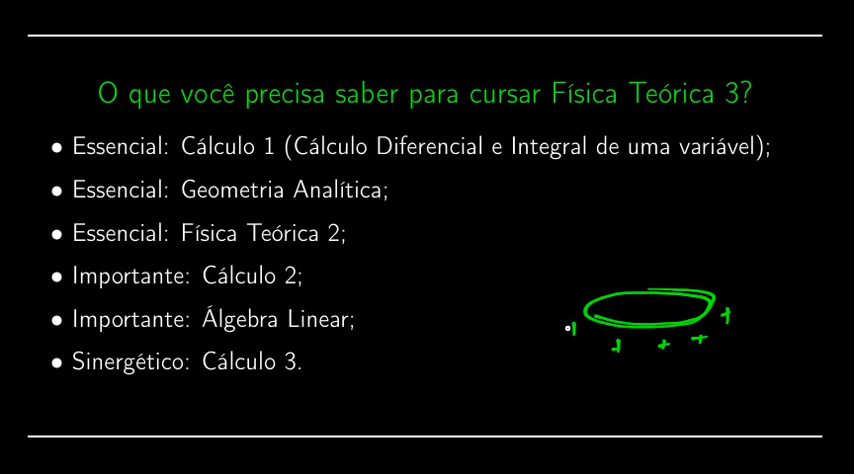 O que você precisa saber para cursar Física Teórica 3?
• Essencial: Cálculo 1 (Cálculo Diferencial e Integral de uma variável);
• Essencial: Geometria Analítica;
• Essencial: Física Teórica 2;
• Importante: Cálculo 2;
• Importante: Álgebra Linear;
• Sinergético: Cálculo 3.
+ + + +